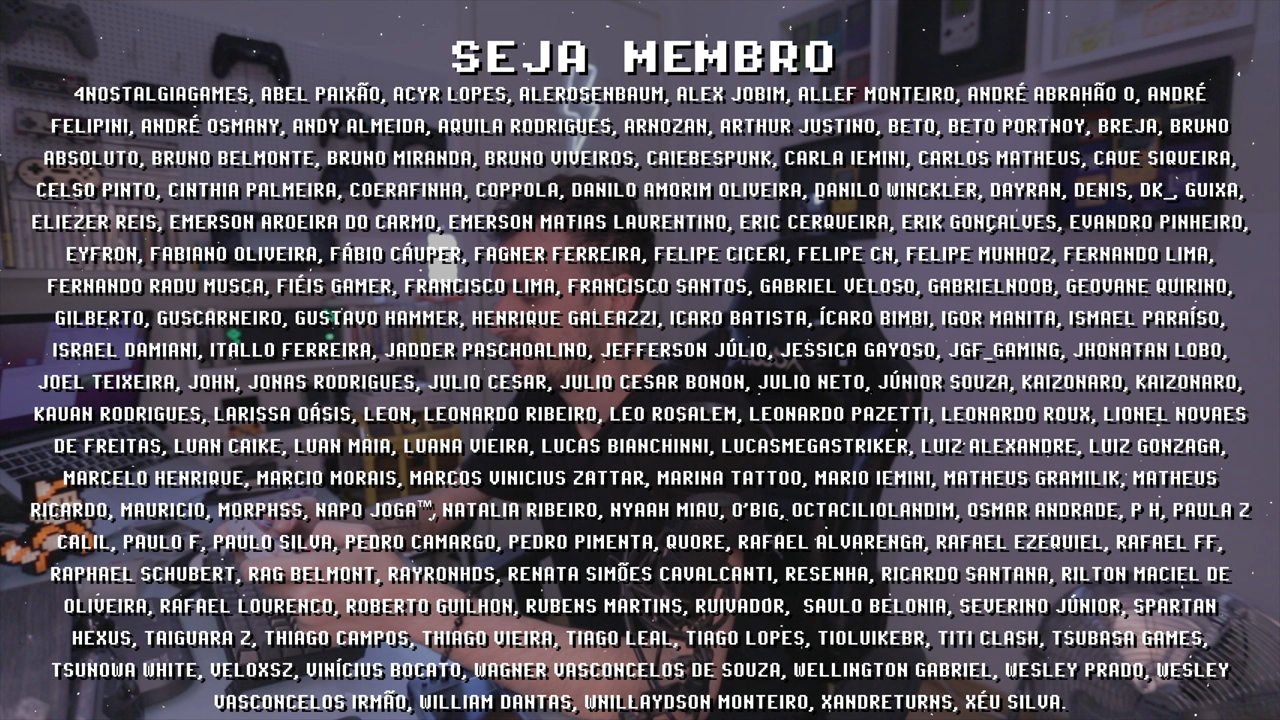 SEJA MEMBRO
4NOSTALGIAGAMES, ABEL PAIXÃO, ACYR LOPES, ALEROSENBAUM, ALEX JOBIM, ALLEF MONTEIRO, ANDRÉ ABRAHÃO O, ANDRÉ
FELIPINI, ANDRÉ OSMANY, ANDY ALMEIDA, AQUILA RODRIGUES, ARNOZAN, ARTHUR JUSTINO, BETO, BETO PORTNOY, BREJA, BRUNO
ABSOLUTO, BRUNO BELMONTE, BRUNO MIRANDA, BRUNO VIVEIROS, CAIEBESPUNK, CARLA IEMINI, CARLOS MATHEUS, CAUE SIQUEIRA,
CELSO PINTO, CINTHIA PALMEIRA, COERAFINHA, COPPOLA, DANILO AMORIM OLIVEIRA, DANILO WINCKLER, DAYRAN, DENIS, DK_, GUIXA,
ELIEZER REIS, EMERSON AROEIRA DO CARMO, EMERSON MATIAS LAURENTINO, ERIC CERQUEIRA, ERIK GONÇALVES, EVANDRO PINHEIRO,
EYFRON, FABIANO OLIVEIRA, FÁBIO CÁUPER, FAGNER FERREIRA, FELIPE CICERI, FELIPE CN, FELIPE MUNHOZ, FERNANDO LIMA,
FERNANDO RADU MUSCA, FIÉIS GAMER, FRANCISCO LIMA, FRANCISCO SANTOS, GABRIEL VELOSO, GABRIELNOOB, GEOVANE QUIRINO,
GILBERTO, GUSCARNEIRO, GUSTAVO HAMMER, HENRIQUE GALEAZZI, ICARO BATISTA, ÍCARO BIMBI, IGOR MANITA, ISMAEL PARAÍSO,
ISRAEL DAMIANI, ITALLO FERREIRA, JADDER PASCHOALINO, JEFFERSON JÚLIO, JESSICA GAYOSO, JGF_GAMING, JHONATAN LOBO,
JOEL TEIXEIRA, JOHN, JONAS RODRIGUES, JULIO CESAR, JULIO CESAR BONON, JULIO NETO, JÚNIOR SOUZA, KAIZONARO, KAIZONARO,
KAUAN RODRIGUES, LARISSA OÁSIS, LEON, LEONARDO RIBEIRO, LEO ROSALEM, LEONARDO PAZETTI, LEONARDO ROUX, LIONEL NOVAES
DE FREITAS, LUAN CAIKE, LUAN MAIA, LUANA VIEIRA, LUCAS BIANCHINNI, LUCASMEGASTRIKER, LUIZ ALEXANDRE, LUIZ GONZAGA,
MARCELO HENRIQUE, MARCIO MORAIS, MARCOS VINICIUS ZATTAR, MARINA TATTOO, MARIO IEMINI, MATHEUS GRAMILIK, MATHEUS
RICARDO, MAURICIO, MORPHSS, NAPO JOGA™, NATALIA RIBEIRO, NYAAH MIAU, O'BIG, OCTACILIOLANDIM, OSMAR ANDRADE, P H, PAULA Z
CALIL, PAULO F, PAULO SILVA, PEDRO CAMARGO, PEDRO PIMENTA, QUORE, RAFAEL ALVARENGA, RAFAEL EZEQUIEL, RAFAEL FF,
RAPHAEL SCHUBERT, RAG BELMONT, RAYRONHDS, RENATA SIMÕES CAVALCANTI, RESENHA, RICARDO SANTANA, RILTON MACIEL DE
OLIVEIRA, RAFAEL LOURENCO, ROBERTO GUILHON, RUBENS MARTINS, RUIVADOR,  SAULO BELONIA, SEVERINO JÚNIOR, SPARTAN
HEXUS, TAIGUARA Z, THIAGO CAMPOS, THIAGO VIEIRA, TIAGO LEAL, TIAGO LOPES, TIOLUIKEBR, TITI CLASH, TSUBASA GAMES,
TSUNOWA WHITE, VELOXSZ, VINÍCIUS BOCATO, WAGNER VASCONCELOS DE SOUZA, WELLINGTON GABRIEL, WESLEY PRADO, WESLEY
VASCONCELOS IRMÃO, WILLIAM DANTAS, WNILLAYDSON MONTEIRO, XANDRETURNS, XÉU SILVA.